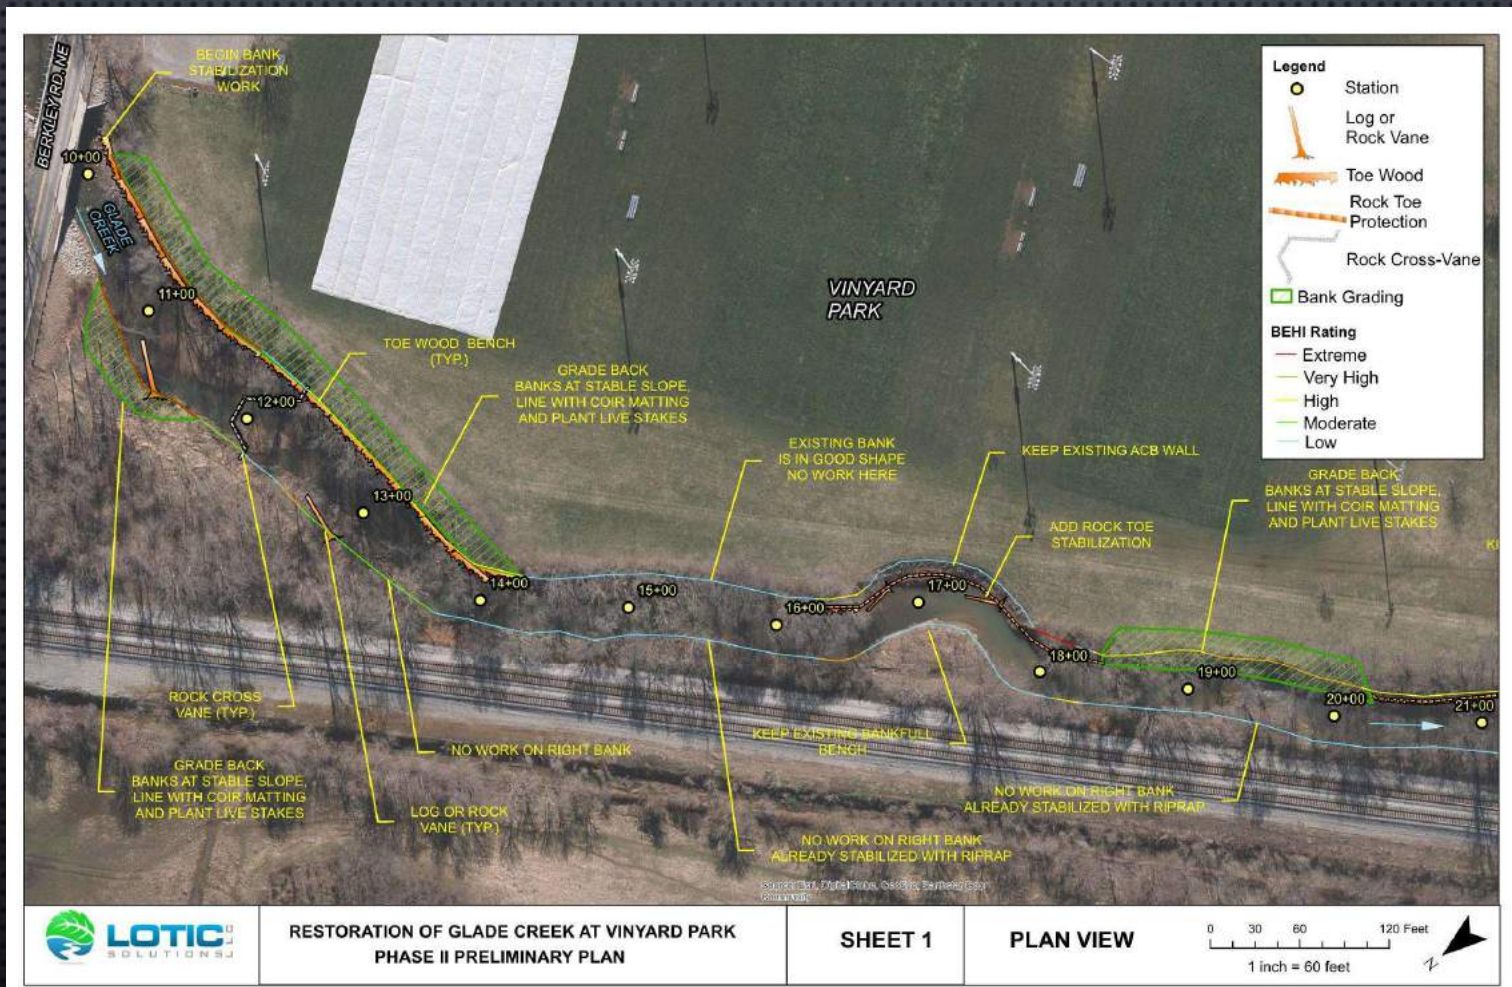 BERKLEY RD. NE
BEGIN BANK
STABILIZATION
WORK
10+00
GLADE
CREEK
11+00
TOE WOOD BENCH
(TYP.)
GRADE BACK
BANKS AT STABLE SLOPE,
LINE WITH COIR MATTING
AND PLANT LIVE STAKES
12+00
13+00
14+00
VINYARD
PARK
EXISTING BANK
IS IN GOOD SHAPE
NO WORK HERE
KEEP EXISTING ACB WALL
ADD ROCK TOE
STABILIZATION
GRADE BACK
BANKS AT STABLE SLOPE,
LINE WITH COIR MATTING
AND PLANT LIVE STAKES
15+00
16+00
17+00
18+00
19+00
20+00
21+00
ROCK CROSS
VANE (TYP.)
NO WORK ON RIGHT BANK
KEEP EXISTING BANKFULL
BENCH
GRADE BACK
BANKS AT STABLE SLOPE,
LINE WITH COIR MATTING
AND PLANT LIVE STAKES
LOG OR ROCK
VANE (TYP.)
NO WORK ON RIGHT BANK
ALREADY STABILIZED WITH RIPRAP
NO WORK ON RIGHT BANK
ALREADY STABILIZED WITH RIPRAP
Legend
Station
Log or
Rock Vane
Toe Wood
Rock Toe
Protection
Rock Cross-Vane
Bank Grading
BEHI Rating
Extreme
Very High
High
Moderate
Low
LOTIC
SOLUTIONS
RESTORATION OF GLADE CREEK AT VINYARD PARK
PHASE II PRELIMINARY PLAN
SHEET 1
PLAN VIEW
0 30 60 120 Feet
1 inch = 60 feet
Z